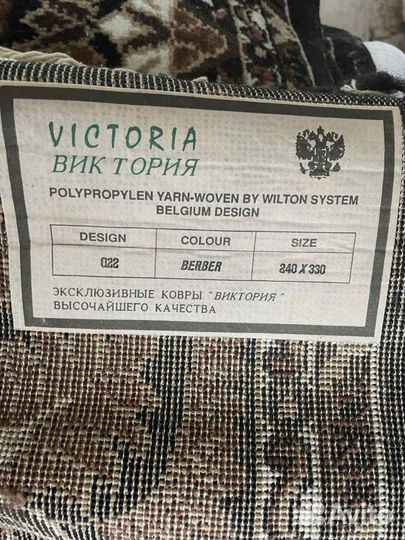 VICTORIA
ВИКТОРИЯ
POLYPROPYLEN YARN-WOVEN BY WILTON SYSTEM
BELGIUM DESIGN
DESIGN COLOUR SIZE
022 BERBER 240 X 330
ЭКСКЛЮЗИВНЫЕ КОВРЫ "ВИКТОРИЯ"
ВЫСОЧАЙШЕГО КАЧЕСТВА
Avito